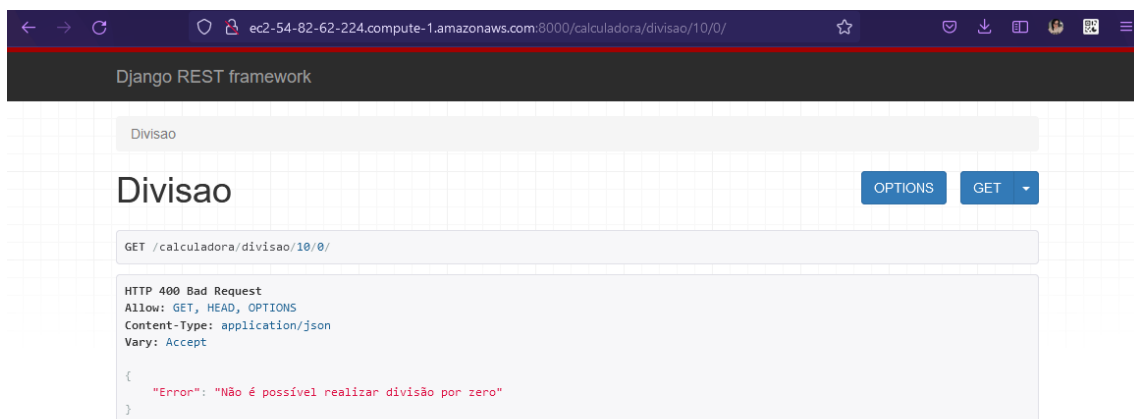 ec2-54-82-62-224.compute-1.amazonaws.com:8000/calculadora/divisao/10/0/
Django REST framework
Divisao
Divisao
OPTIONS
GET
GET /calculadora/divisao/10/0/
HTTP 400 Bad Request
Allow: GET, HEAD, OPTIONS
Content-Type: application/json
Vary: Accept
{
"Error": "Não é possível realizar divisão por zero"
}